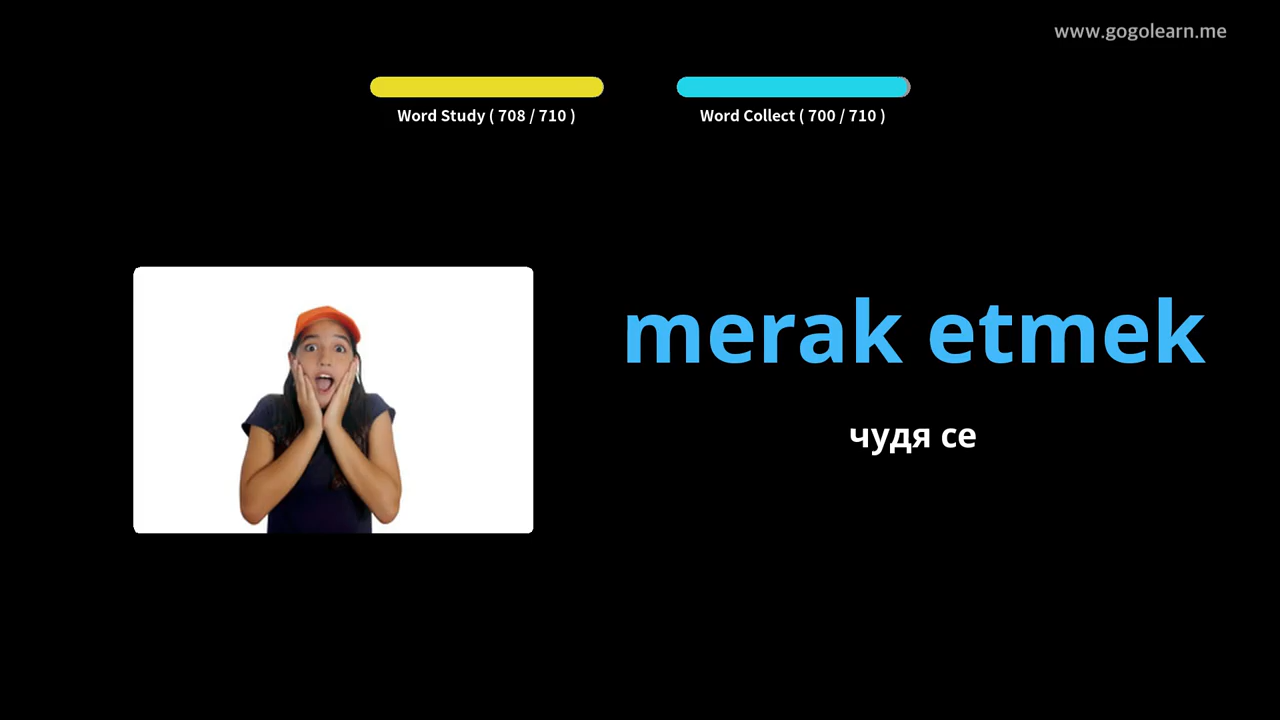 www.gogolearn.me
Word Study ( 708 / 710 )
Word Collect ( 700 / 710 )
merak etmek
чудя се